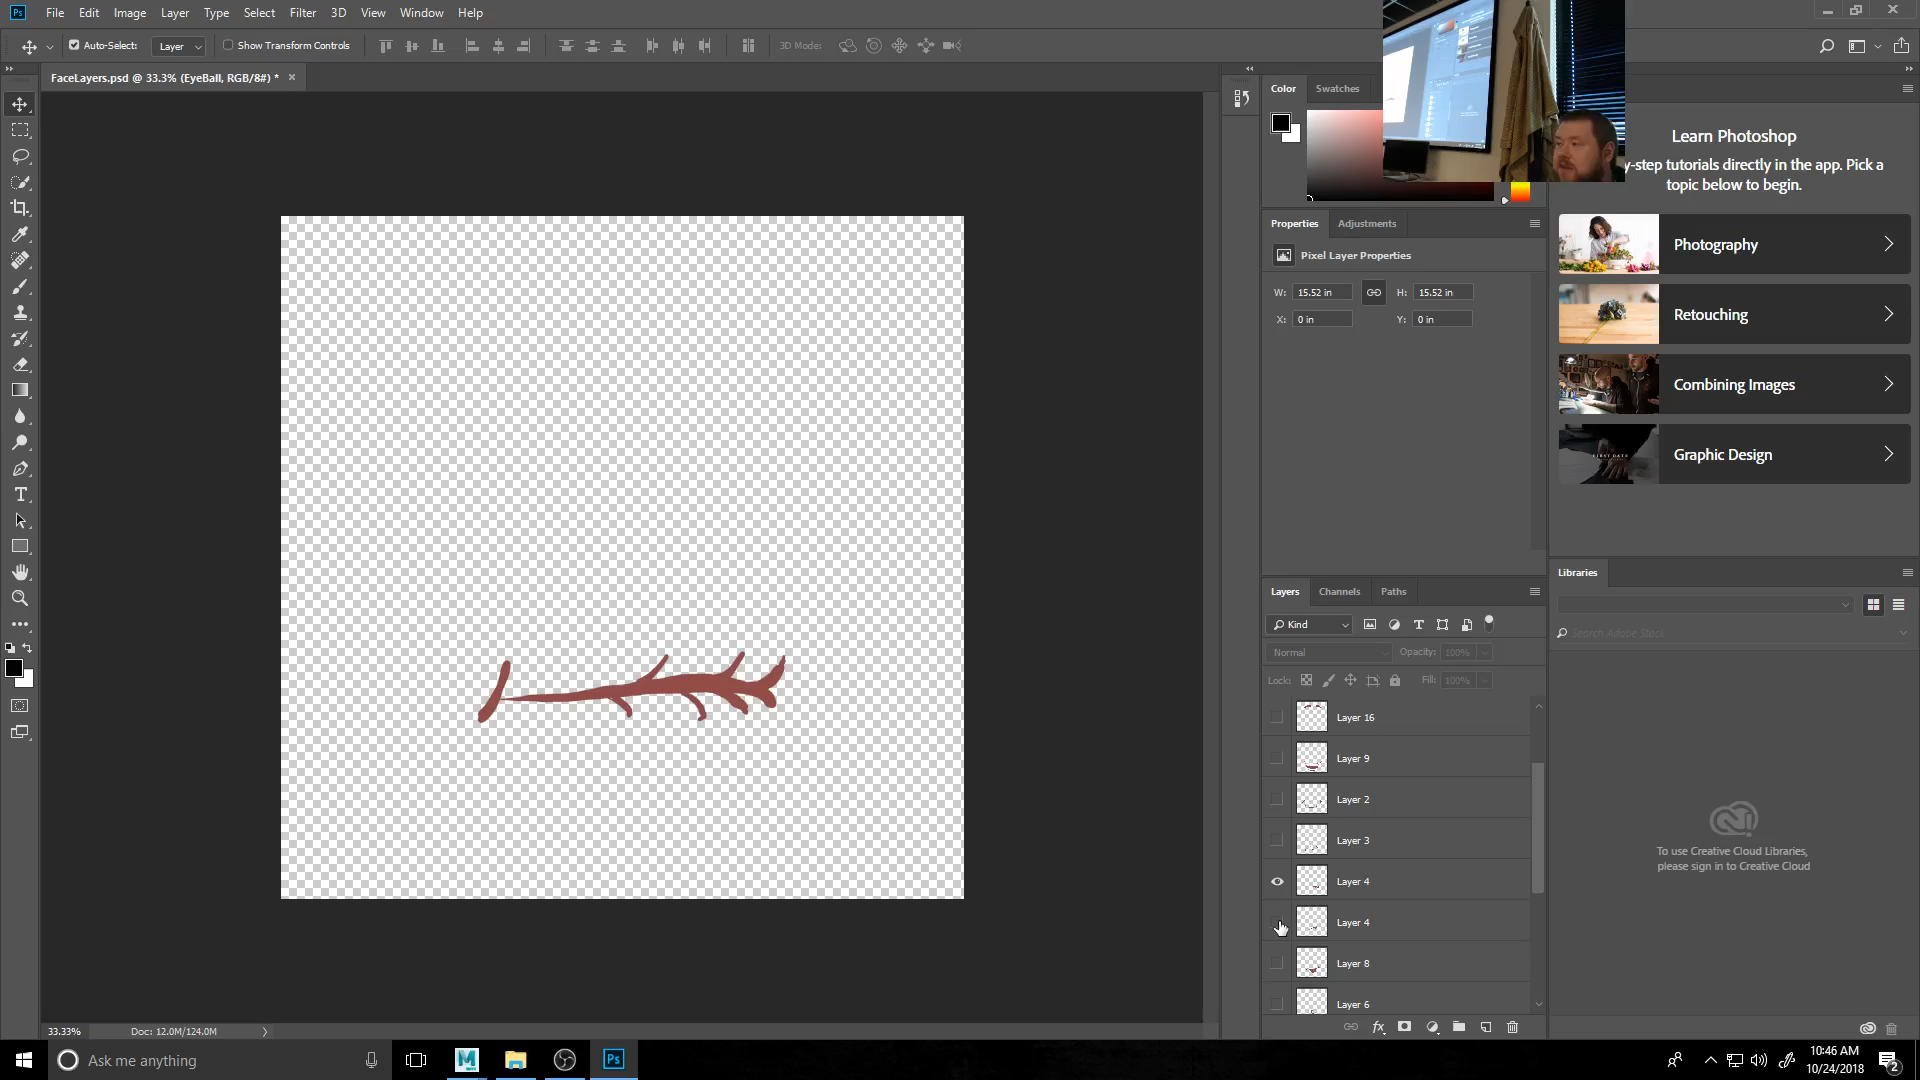 Ps File Edit Image Layer Type Select Filter 3D View Window Help
Auto-Select: Layer Show Transform Controls 3D Mode:
FaceLayers.psd @ 33.3% (EyeBall, RGB/8#) *
Color Swatches
Learn Photoshop
y-step tutorials directly in the app. Pick a
topic below to begin.
Properties Adjustments
Pixel Layer Properties
W: 15.52 in H: 15.52 in
X: 0 in Y: 0 in
Photography
Retouching
Combining Images
Graphic Design
Layers Channels Paths
Kind
Normal Opacity: 100%
Lock: Fill: 100%
Layer 16
Layer 9
Layer 2
Layer 3
Layer 4
Layer 4
Layer 8
Layer 6
Libraries
Search Adobe Stock
To use Creative Cloud Libraries,
please sign in to Creative Cloud
33.33% Doc: 12.0M/124.0M
Ask me anything
Ps
10:46 AM
10/24/2018
2